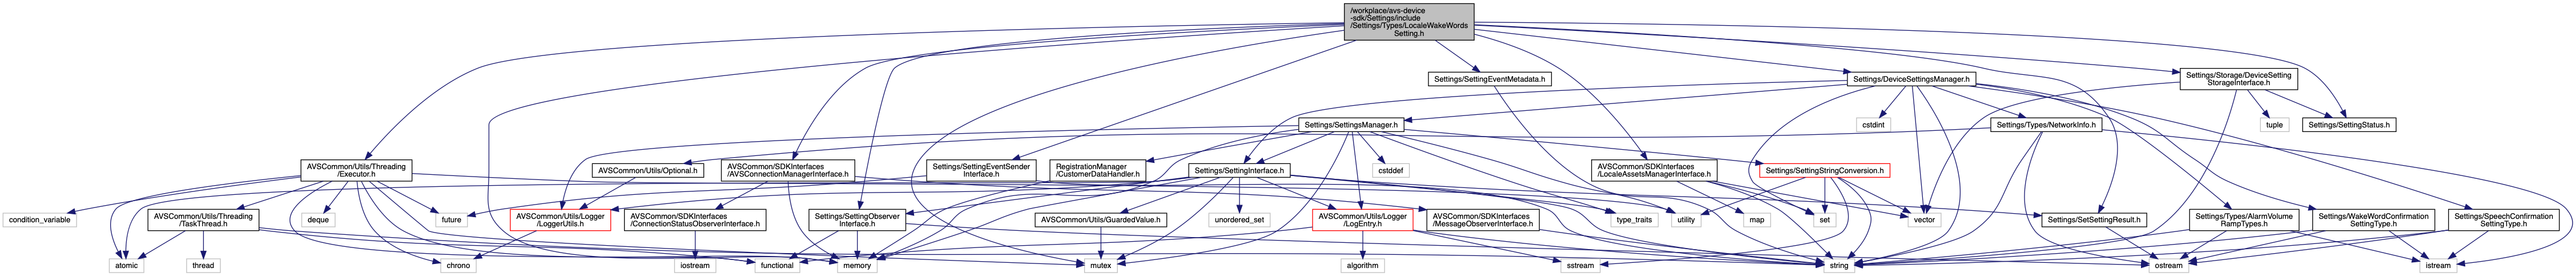 /workplace/avs-device
-sdk/Settings/include
/Settings/Types/LocaleWakeWords
Setting.h
Settings/SettingEventMetadata.h
Settings/DeviceSettingsManager.h
Settings/Storage/DeviceSetting
StorageInterface.h
Settings/SettingsManager.h
cstdint
Settings/Types/NetworkInfo.h
tuple
Settings/SettingStatus.h
AVSCommon/Utils/Threading
/Executor.h
AVSCommon/Utils/Optional.h
AVSCommon/SDKInterfaces
/AVSConnectionManagerInterface.h
Settings/SettingEventSender
Interface.h
RegistrationManager
/CustomerDataHandler.h
Settings/SettingInterface.h
cstddef
AVSCommon/SDKInterfaces
/LocaleAssetsManagerInterface.h
Settings/SettingStringConversion.h
condition_variable
AVSCommon/Utils/Threading
/TaskThread.h
deque
future
AVSCommon/Utils/Logger
/LoggerUtils.h
AVSCommon/SDKInterfaces
/ConnectionStatusObserverInterface.h
Settings/SettingObserver
Interface.h
AVSCommon/Utils/GuardedValue.h
unordered_set
AVSCommon/Utils/Logger
/LogEntry.h
type_traits
utility
AVSCommon/SDKInterfaces
/MessageObserverInterface.h
map
set
vector
Settings/SetSettingResult.h
Settings/Types/AlarmVolume
RampTypes.h
Settings/WakeWordConfirmation
SettingType.h
Settings/SpeechConfirmation
SettingType.h
atomic
thread
chrono
iostream
functional
memory
mutex
algorithm
sstream
string
ostream
istream